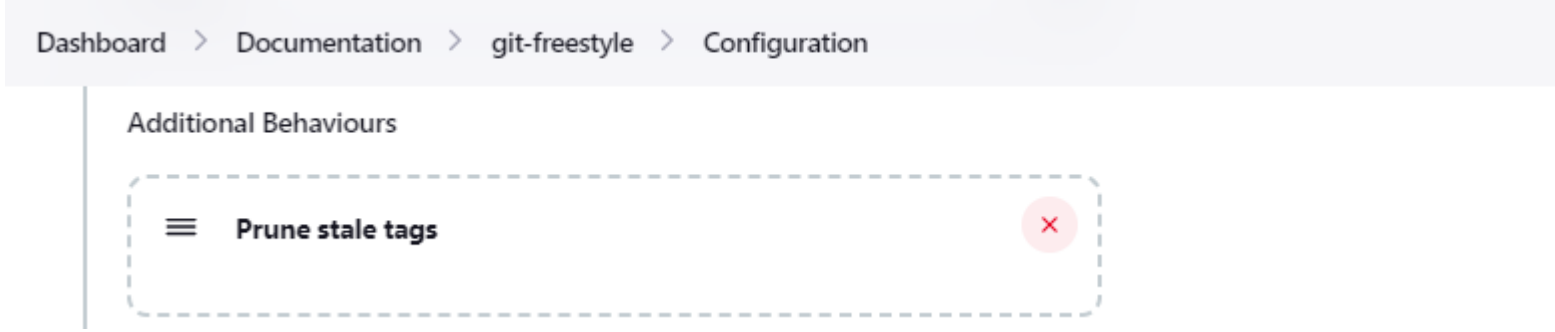 Dashboard > Documentation > git-freestyle > Configuration
Additional Behaviours
Prune stale tags